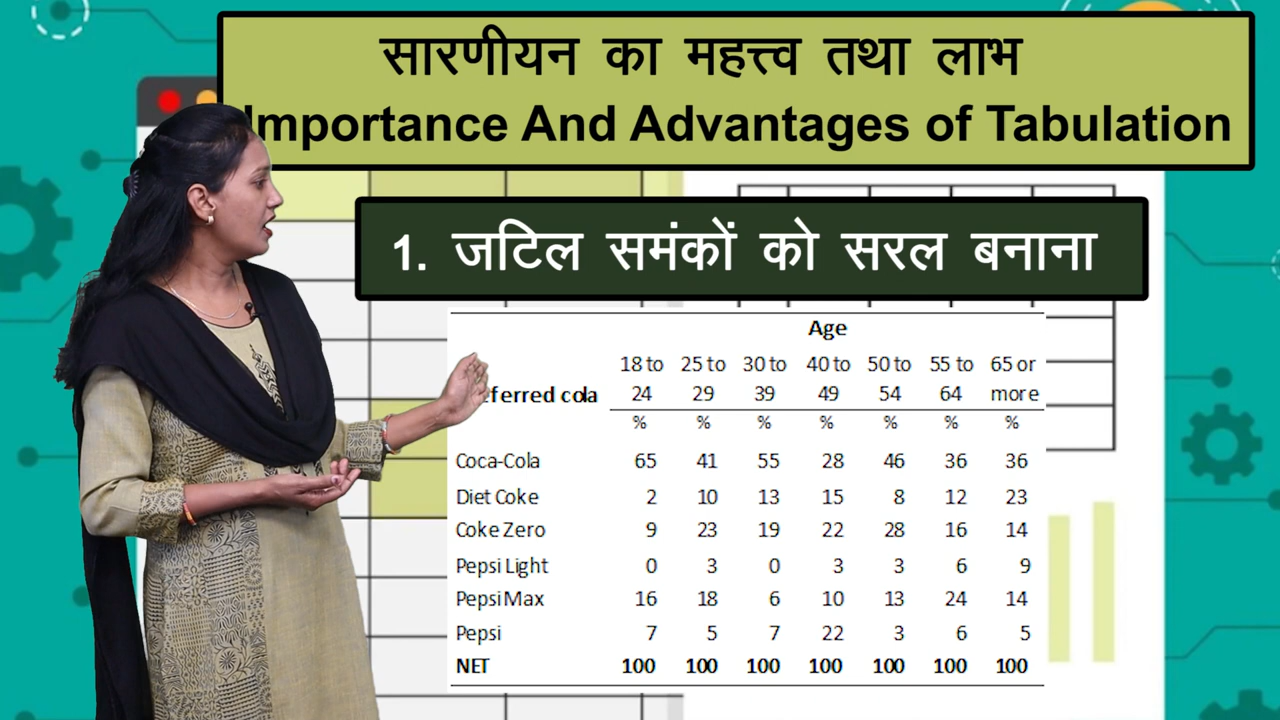 सारणीयन का महत्त्व तथा लाभ
Importance And Advantages of Tabulation
1. जटिल समंकों को सरल बनाना
Age
18 to 25 to 30 to 40 to 50 to 55 to 65 or
cola 24 29 39 49 54 64 more
% % % % % % %
Coca-Cola 65 41 55 28 46 36 36
Diet Coke 2 10 13 15 8 12 23
Coke Zero 9 23 19 22 28 16 14
Pepsi Light 0 3 0 3 3 6 9
Pepsi Max 16 18 6 10 13 24 14
Pepsi 7 5 7 22 3 6 5
NET 100 100 100 100 100 100 100